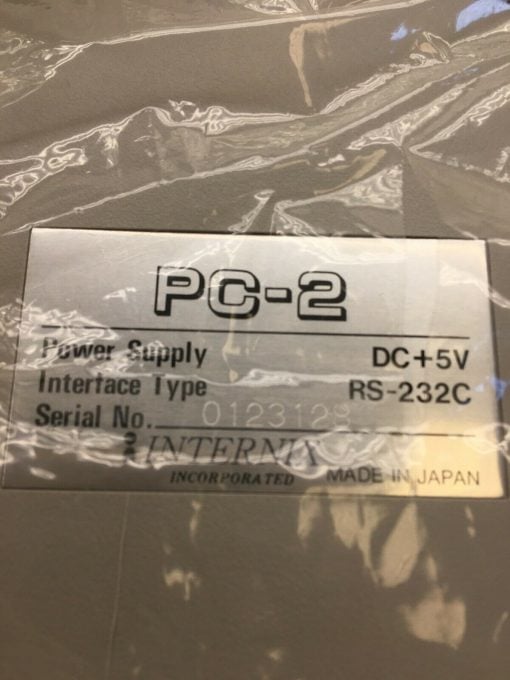 PC-2
Power Supply DC+5V
Interface Type RS-232C
Serial No. 0123128
INTERNIX
INCORPORATED MADE IN JAPAN